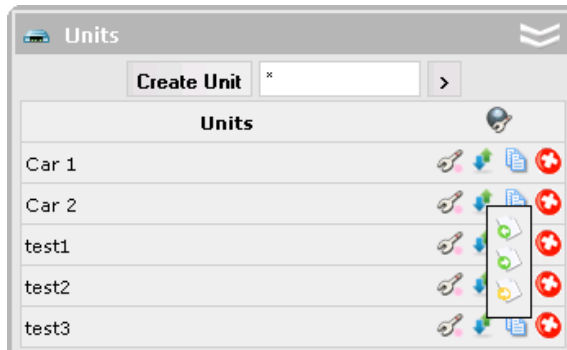 Units
Create Unit * >
Units
Car 1
Car 2
test1
test2
test3